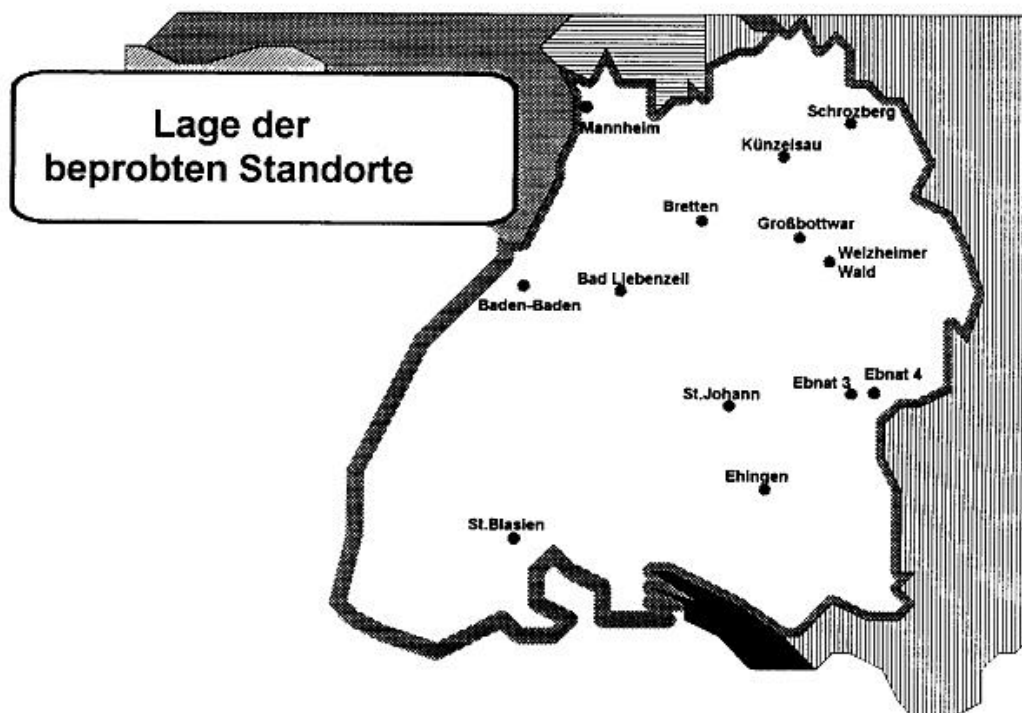 Lage der
beprobten Standorte
Mannheim
Schrozberg
Künzelsau
Bretten
Großbottwar
Welzheimer
Wald
Bad Liebenzell
Baden-Baden
St.Johann
Ebnat 3
Ebnat 4
Ehingen
St.Blasien